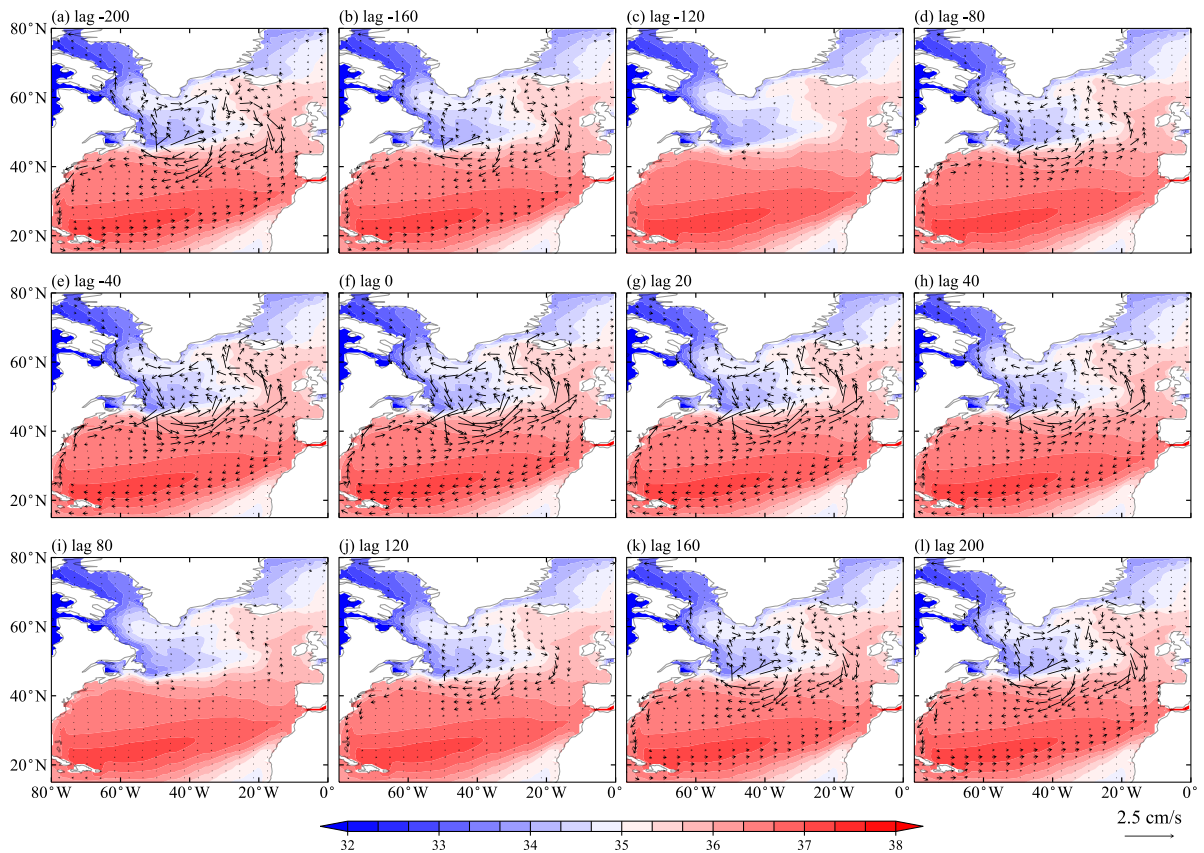 (a) lag -200 (b) lag -160 (c) lag -120 (d) lag -80
80°N
60°N
40°N
20°N
(e) lag -40 (f) lag 0 (g) lag 20 (h) lag 40
80°N
60°N
40°N
20°N
(i) lag 80 (j) lag 120 (k) lag 160 (l) lag 200
80°N
60°N
40°N
20°N
80°W 60°W 40°W 20°W 0° 60°W 40°W 20°W 0° 60°W 40°W 20°W 0° 60°W 40°W 20°W 0°
2.5 cm/s
32 33 34 35 36 37 38